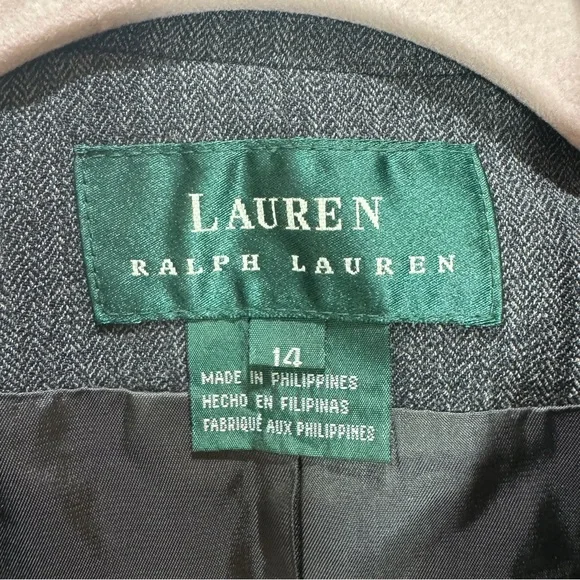 LAUREN
RALPH LAUREN
14
MADE IN PHILIPPINES
HECHO EN FILIPINAS
FABRIQUÉ AUX PHILIPPINES